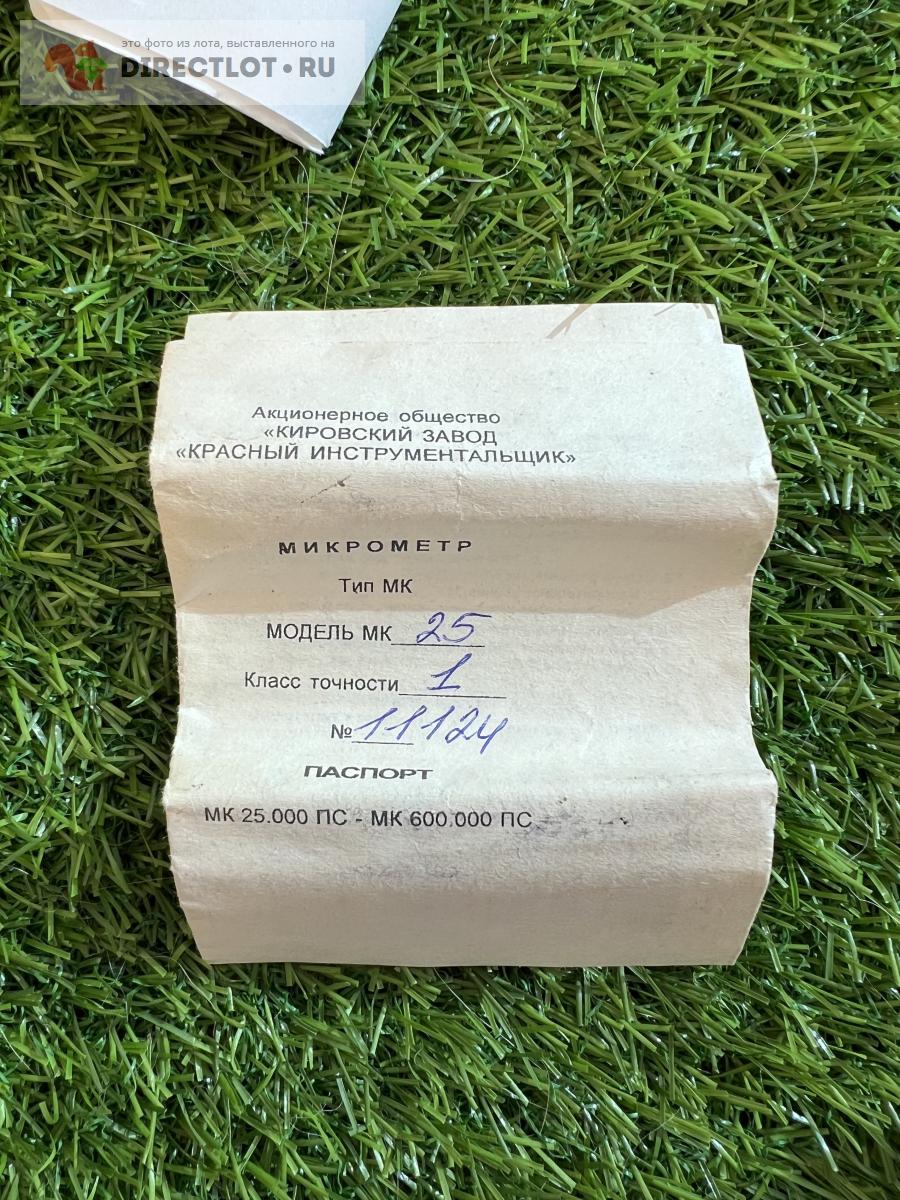 это фото из лота, выставленного на
DIRECTLOT.RU
Акционерное общество
«КИРОВСКИЙ ЗАВОД
«КРАСНЫЙ ИНСТРУМЕНТАЛЬЩИК»
МИКРОМЕТР
Тип МК
МОДЕЛЬ МК 25
Класс точности 1
№ 11124
ПАСПОРТ
МК 25.000 ПС - МК 600.000 ПС